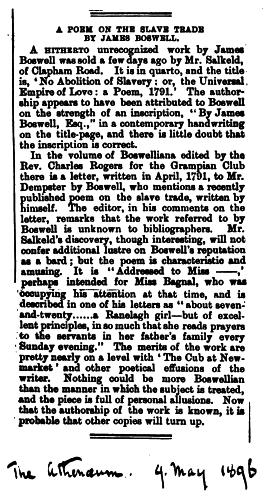 A POEM ON THE SLAVE TRADE
BY JAMES BOSWELL.
A HITHERTO unrecognized work by James
Boswell was sold a few days ago by Mr. Salkeld,
of Clapham Road. It is in quarto, and the title
is, 'No Abolition of Slavery: or, the Universal
Empire of Love: a Poem, 1791.' The author-
ship appears to have been attributed to Boswell
on the strength of an inscription, "By James
Boswell, Esq.," in a contemporary handwriting
on the title-page, and there is little doubt that
the inscription is correct.
In the volume of Boswelliana edited by the
Rev. Charles Rogers for the Grampian Club
there is a letter, written in April, 1791, to Mr.
Dempster by Boswell, who mentions a recently
published poem on the slave trade, written by
himself. The editor, in his comments on the
letter, remarks that the work referred to by
Boswell is unknown to bibliographers. Mr.
Salkeld's discovery, though interesting, will not
confer additional lustre on Boswell's reputation
as a bard; but the poem is characteristic and
amusing. It is "Addressed to Miss ——,'
perhaps intended for Miss Bagnal, who was
occupying his attention at that time, and is
described in one of his letters as "about seven-
and-twenty......a Ranelagh girl—but of excel-
lent principles, in so much that she reads prayers
to the servants in her father's family every
Sunday evening." The merits of the work are
pretty nearly on a level with 'The Cub at New-
market' and other poetical effusions of the
writer. Nothing could be more Boswellian
than the manner in which the subject is treated,
and the piece is full of personal allusions. Now
that the authorship of the work is known, it is
probable that other copies will turn up.
The Athenæum. 9. May 1896